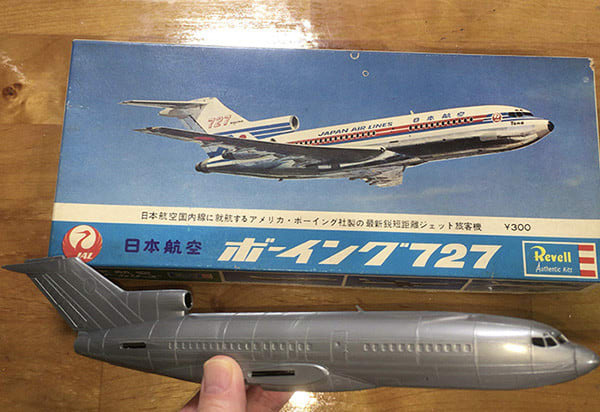 727
JAPAN AIR LINES
日本航空
日本航空国内線に就航するアメリカ・ボーイング社製の最新鋭短距離ジェット旅客機
¥300
JAL
日本航空
ボーイング727
Revell
Authentic Kits